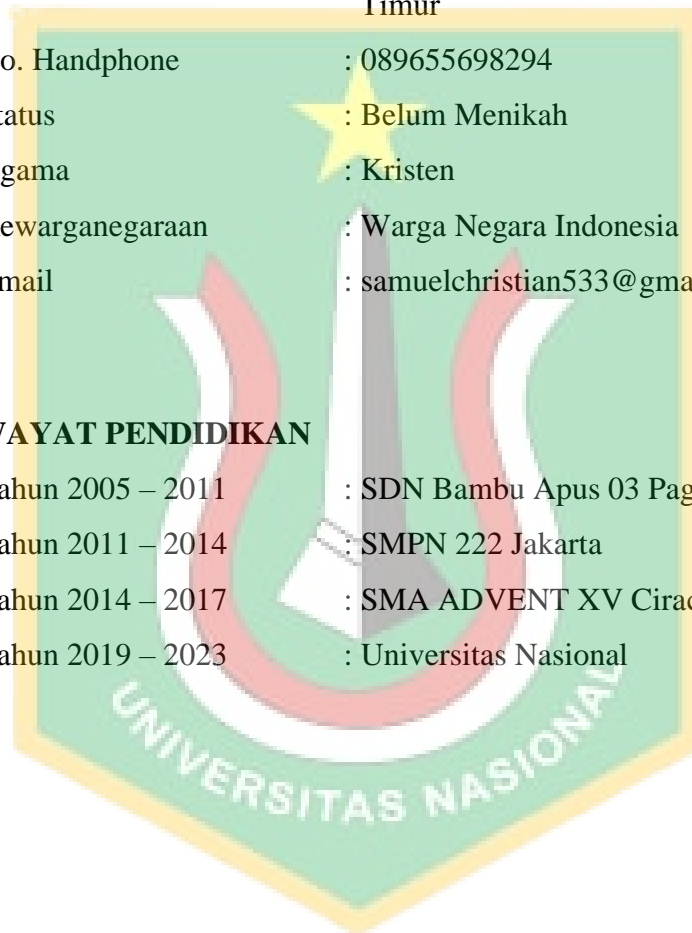 Timur
o. Handphone : 089655698294
tatus : Belum Menikah
gama : Kristen
ewarganegaraan : Warga Negara Indonesia
mail : samuelchristian533@gma
WAYAT PENDIDIKAN
ahun 2005 – 2011 : SDN Bambu Apus 03 Pag
ahun 2011 – 2014 : SMPN 222 Jakarta
ahun 2014 – 2017 : SMA ADVENT XV Cirac
ahun 2019 – 2023 : Universitas Nasional
UNIVERSITAS NASIONAL